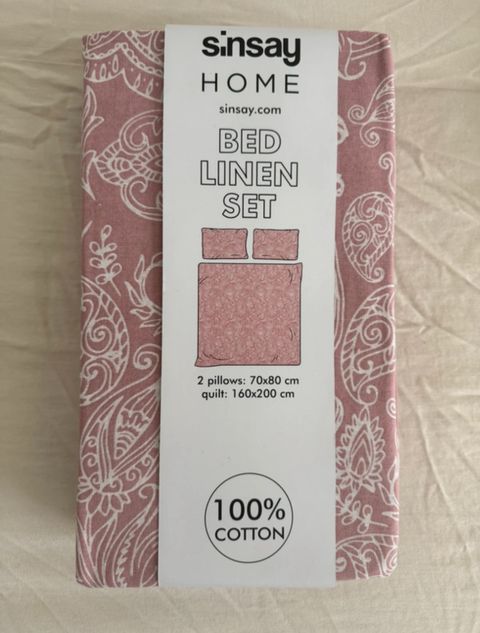 sinsay
HOME
sinsay.com
BED
LINEN
SET
2 pillows: 70x80 cm
quilt: 160x200 cm
100%
COTTON